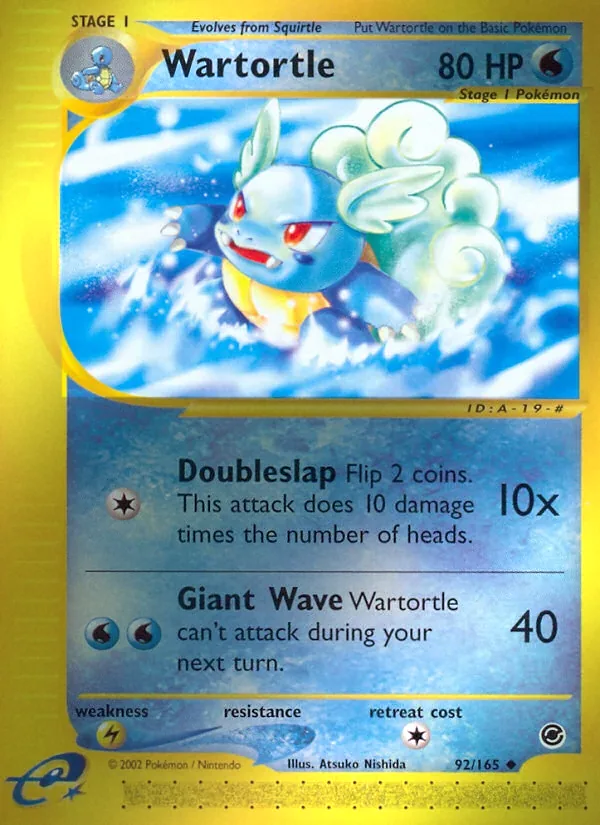 STAGE 1
Evolves from Squirtle Put Wartortle on the Basic Pokémon
Wartortle 80 HP
Stage 1 Pokémon
ID:A-19-#
Doubleslap Flip 2 coins.
This attack does 10 damage
times the number of heads.
10x
Giant Wave Wartortle
can't attack during your
next turn.
40
weakness resistance retreat cost
© 2002 Pokémon / Nintendo Illus. Atsuko Nishida 92/165
e